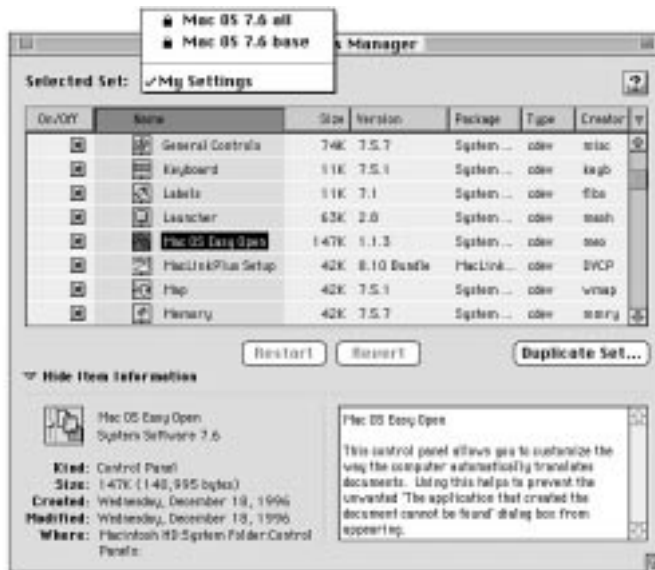 Mac OS 7.6 all
Mac OS 7.6 base
s Manager
Selected Set: ✓My Settings
?
On/Off Name Size Version Package Type Creator
General Controls 74K 7.5.7 System ... cdev misc
Keyboard 11K 7.5.1 System ... cdev keyb
Labels 11K 7.1 System ... cdev flbs
Launcher 63K 2.8 System ... cdev mash
Mac OS Easy Open 147K 1.1.3 System ... cdev meo
MacLinkPlus Setup 42K 8.10 Bundle MacLink... cdev DVCP
Map 42K 7.5.1 System ... cdev wmap
Memory 42K 7.5.7 System ... cdev mmry
Restart Revert Duplicate Set...
Hide Item Information
Mac OS Easy Open
System Software 7.6
Kind: Control Panel
Size: 147K (148,995 bytes)
Created: Wednesday, December 18, 1996
Modified: Wednesday, December 18, 1996
Where: Macintosh HD:System Folder:Control
Panels:
Mac OS Easy Open
This control panel allows you to customize the
way the computer automatically translates
documents. Using this helps to prevent the
unwanted 'The application that created the
document cannot be found' dialog box from
appearing.